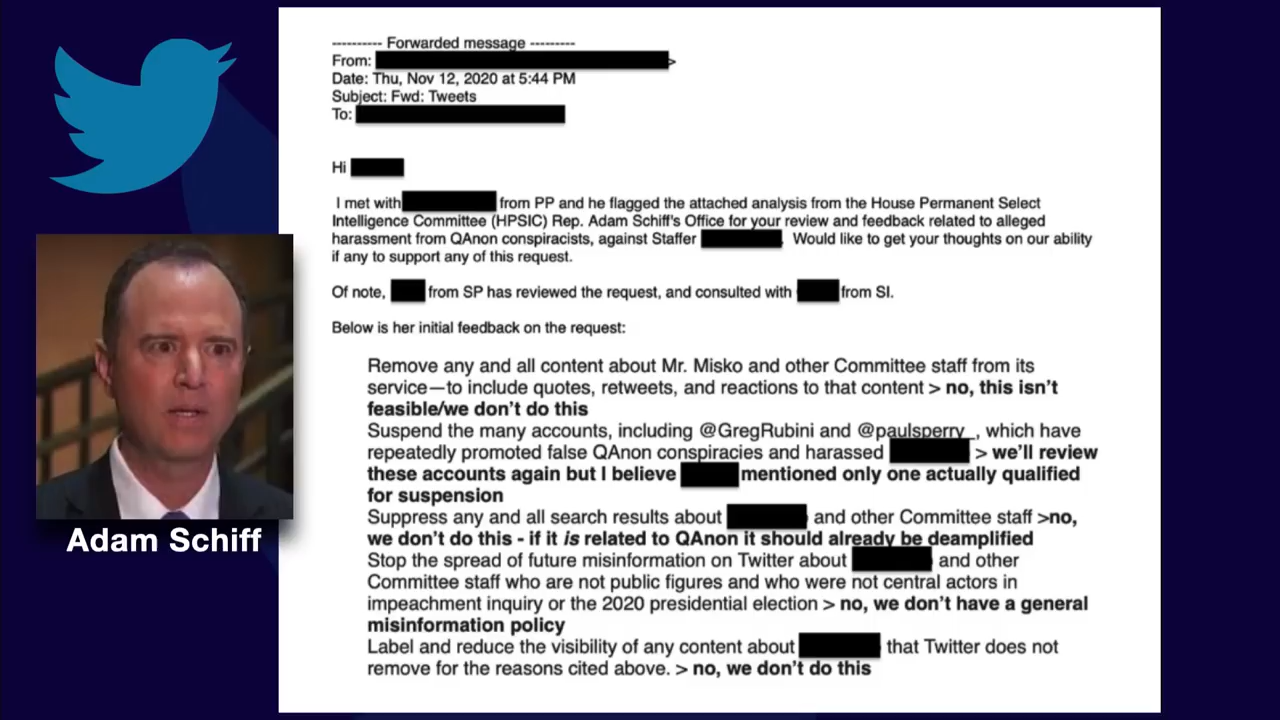 ---------- Forwarded message ---------
From: >
Date: Thu, Nov 12, 2020 at 5:44 PM
Subject: Fwd: Tweets
To:
Hi
I met with from PP and he flagged the attached analysis from the House Permanent Select
Intelligence Committee (HPSIC) Rep. Adam Schiff's Office for your review and feedback related to alleged
harassment from QAnon conspiracists, against Staffer . Would like to get your thoughts on our ability
if any to support any of this request.
Of note, from SP has reviewed the request, and consulted with from SI.
Below is her initial feedback on the request:
Remove any and all content about Mr. Misko and other Committee staff from its
service—to include quotes, retweets, and reactions to that content > no, this isn't
feasible/we don't do this
Suspend the many accounts, including @GregRubini and @paulsperry_, which have
repeatedly promoted false QAnon conspiracies and harassed > we'll review
these accounts again but I believe mentioned only one actually qualified
for suspension
Suppress any and all search results about and other Committee staff >no,
we don't do this - if it is related to QAnon it should already be deamplified
Stop the spread of future misinformation on Twitter about and other
Committee staff who are not public figures and who were not central actors in
impeachment inquiry or the 2020 presidential election > no, we don't have a general
misinformation policy
Label and reduce the visibility of any content about that Twitter does not
remove for the reasons cited above. > no, we don't do this
Adam Schiff